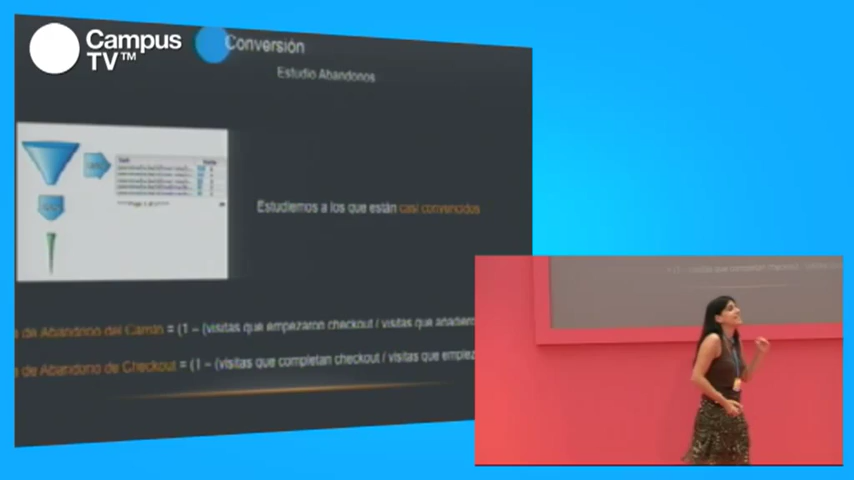 Campus
TV™
Conversión
Estudio Abandonos
Estudiemos a los que están casi convencidos
de Abandono del Carrito = (1 – (visitas que empezaron checkout / visitas que añadiero
de Abandono de Checkout = (1 – (visitas que completan checkout / visitas que empiez